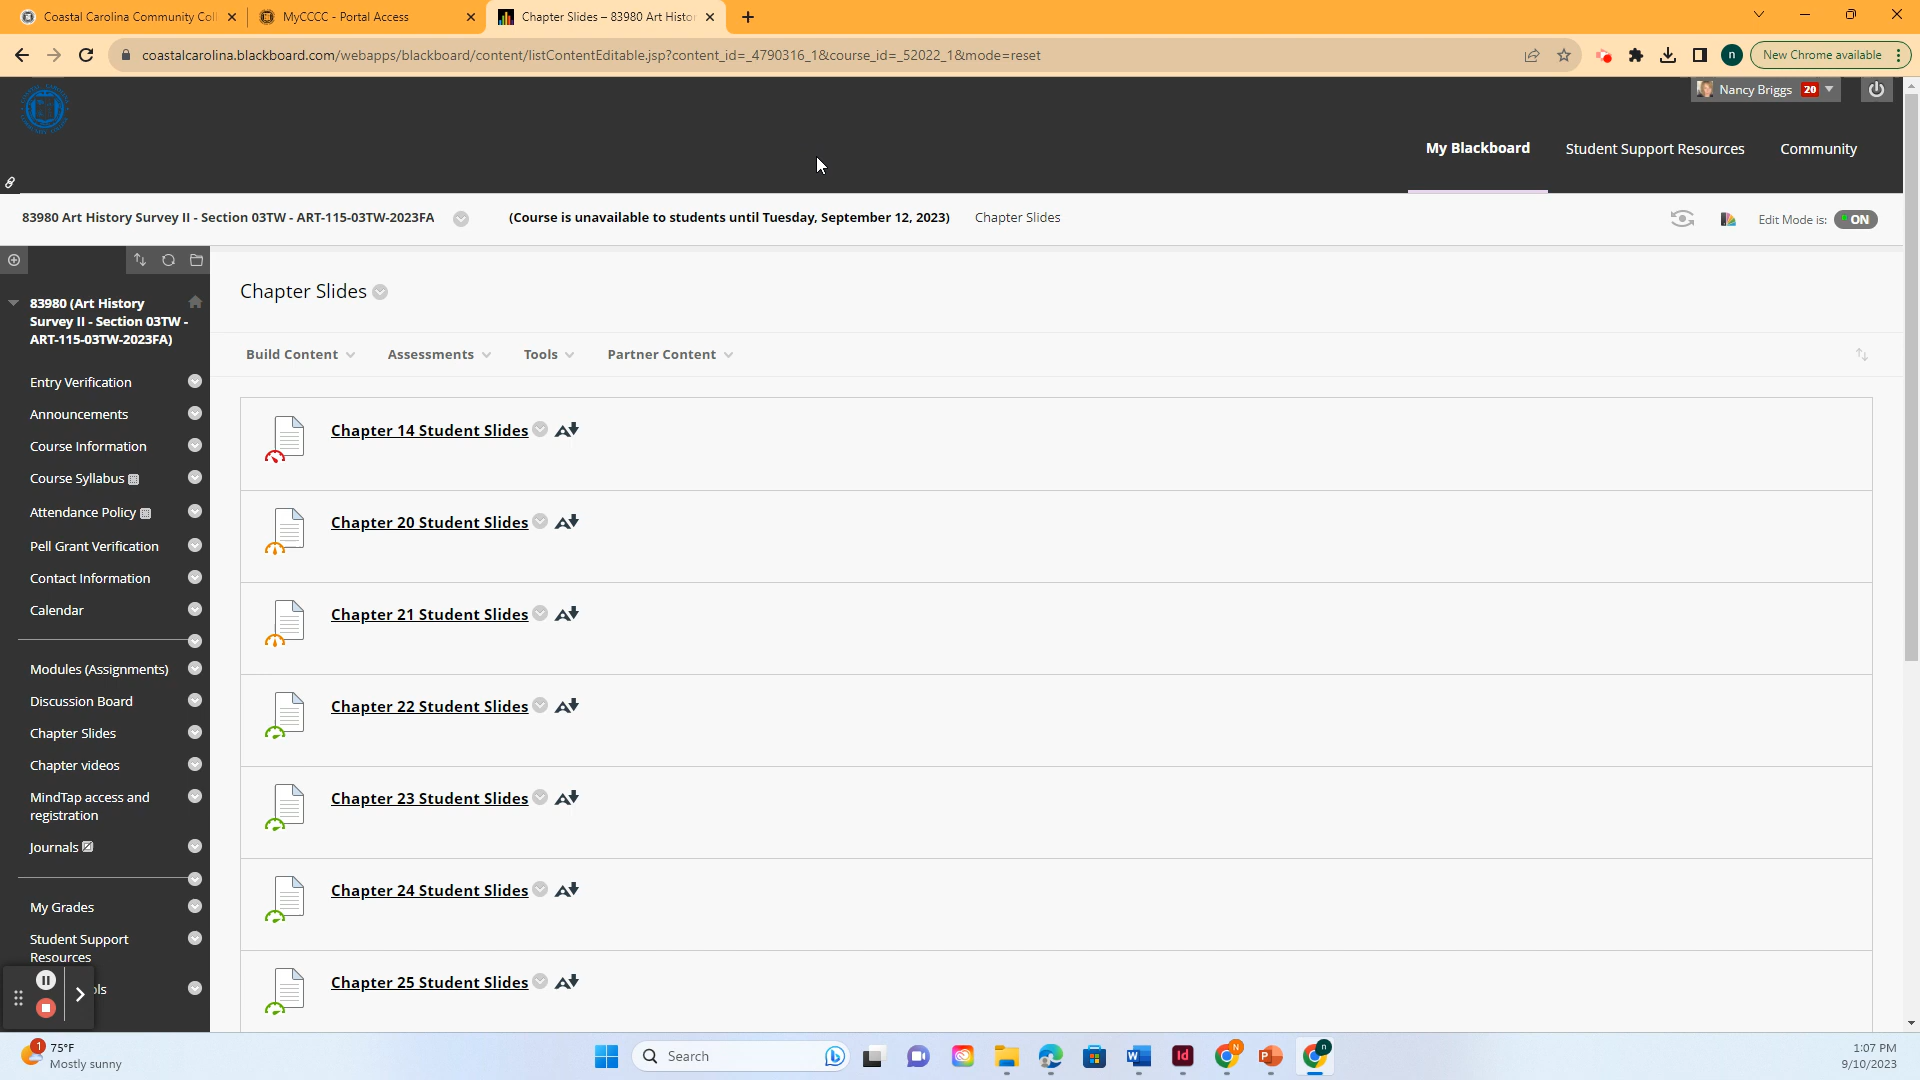 Coastal Carolina Community Coll
MyCCCC - Portal Access
Chapter Slides – 83980 Art Histor
coastalcarolina.blackboard.com/webapps/blackboard/content/listContentEditable.jsp?content_id=_4790316_1&course_id=_52022_1&mode=reset
n
New Chrome available
Nancy Briggs 20
My Blackboard
Student Support Resources
Community
83980 Art History Survey II - Section 03TW - ART-115-03TW-2023FA
(Course is unavailable to students until Tuesday, September 12, 2023)
Chapter Slides
Edit Mode is: ON
83980 (Art History
Survey II - Section 03TW -
ART-115-03TW-2023FA)
Entry Verification
Announcements
Course Information
Course Syllabus
Attendance Policy
Pell Grant Verification
Contact Information
Calendar
Modules (Assignments)
Discussion Board
Chapter Slides
Chapter videos
MindTap access and
registration
Journals
My Grades
Student Support
Resources
ols
Chapter Slides
Build Content
Assessments
Tools
Partner Content
Chapter 14 Student Slides
Chapter 20 Student Slides
Chapter 21 Student Slides
Chapter 22 Student Slides
Chapter 23 Student Slides
Chapter 24 Student Slides
Chapter 25 Student Slides
1
75°F
Mostly sunny
Search
1:07 PM
9/10/2023